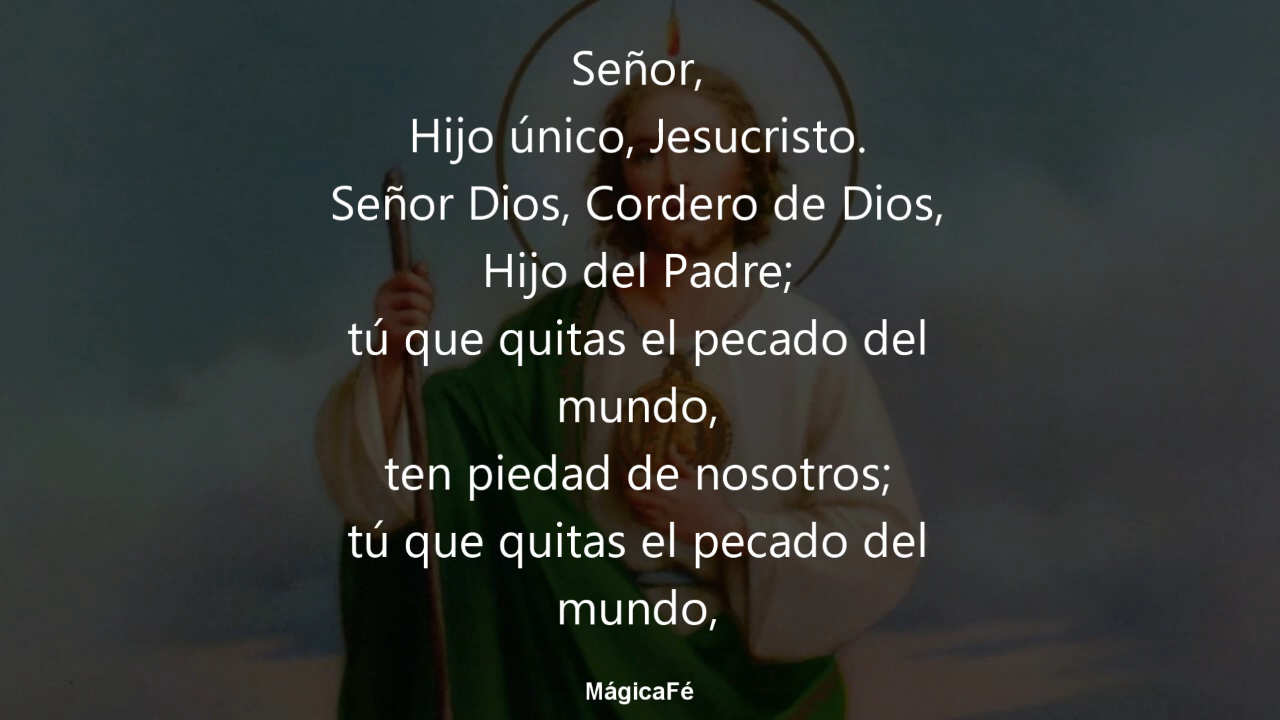 Señor,
Hijo único, Jesucristo.
Señor Dios, Cordero de Dios,
Hijo del Padre;
tú que quitas el pecado del
mundo,
ten piedad de nosotros;
tú que quitas el pecado del
mundo,
MágicaFé